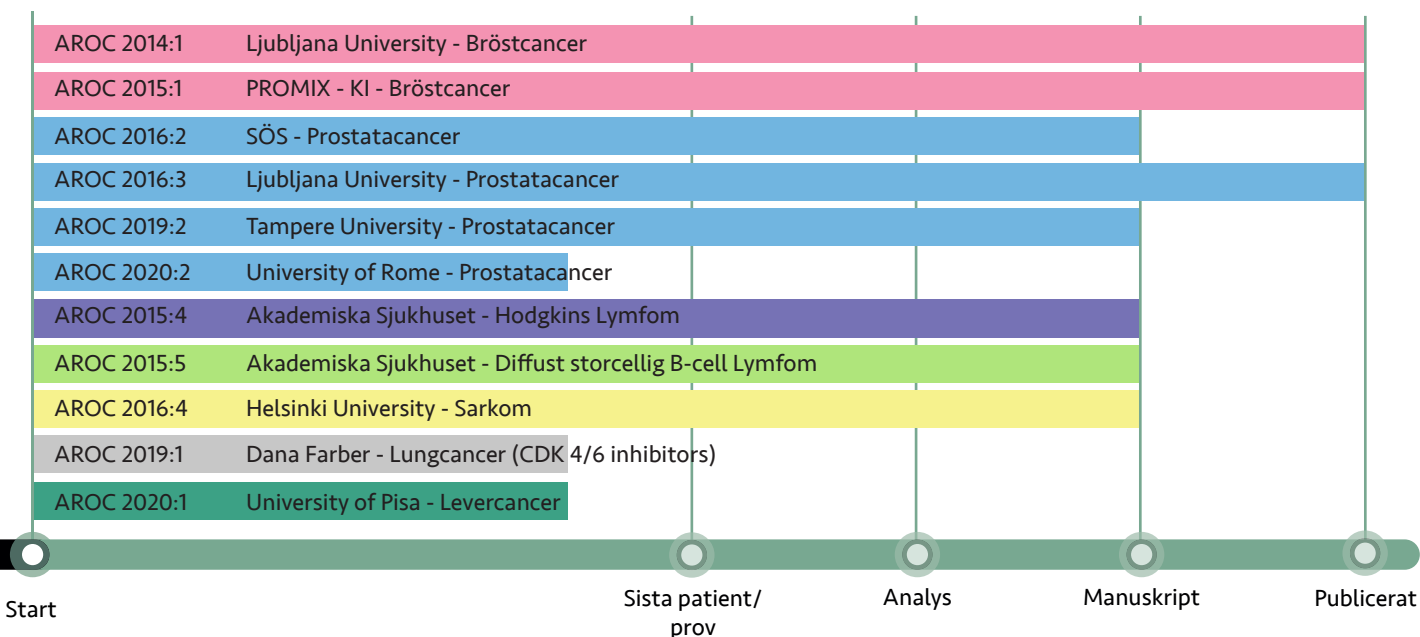 AROC 2014:1 Ljubljana University - Bröstcancer
AROC 2015:1 PROMIX - KI - Bröstcancer
AROC 2016:2 SÖS - Prostatacancer
AROC 2016:3 Ljubljana University - Prostatacancer
AROC 2019:2 Tampere University - Prostatacancer
AROC 2020:2 University of Rome - Prostatacancer
AROC 2015:4 Akademiska Sjukhuset - Hodgkins Lymfom
AROC 2015:5 Akademiska Sjukhuset - Diffust storcellig B-cell Lymfom
AROC 2016:4 Helsinki University - Sarkom
AROC 2019:1 Dana Farber - Lungcancer (CDK 4/6 inhibitors)
AROC 2020:1 University of Pisa - Levercancer
Start
Sista patient/
prov
Analys
Manuskript
Publicerat